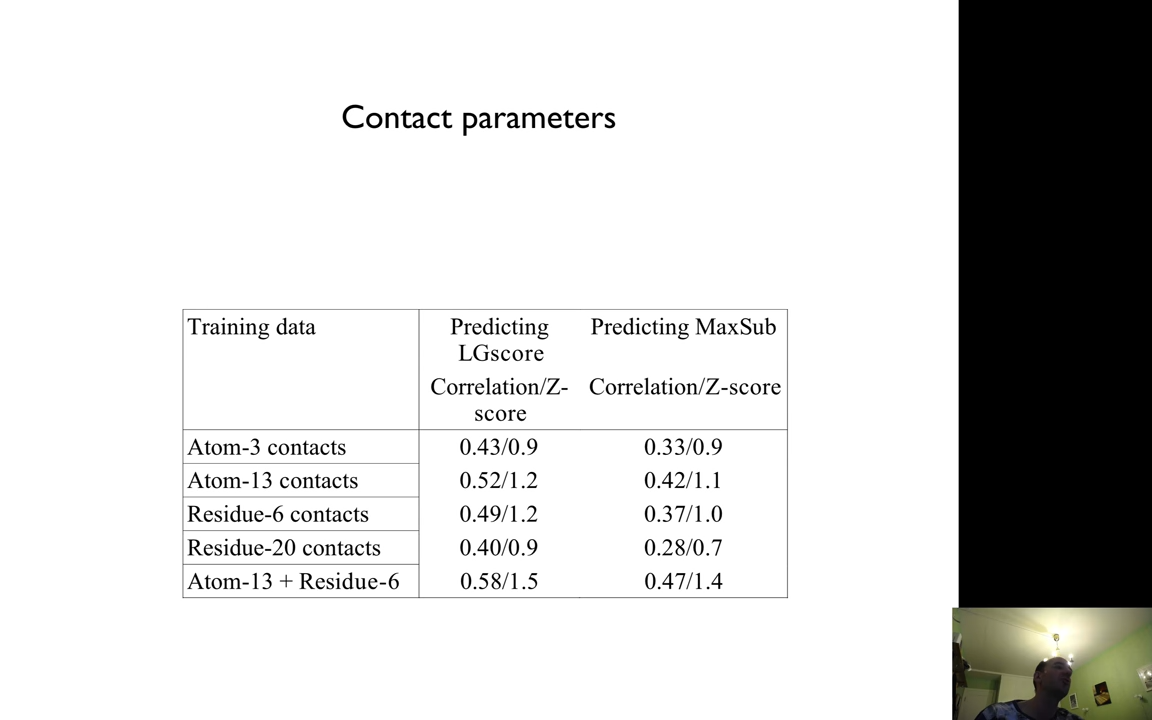 Contact parameters
Training data
Predicting LGscore
Predicting MaxSub
Correlation/Z-score
Correlation/Z-score
Atom-3 contacts 0.43/0.9 0.33/0.9
Atom-13 contacts 0.52/1.2 0.42/1.1
Residue-6 contacts 0.49/1.2 0.37/1.0
Residue-20 contacts 0.40/0.9 0.28/0.7
Atom-13 + Residue-6 0.58/1.5 0.47/1.4